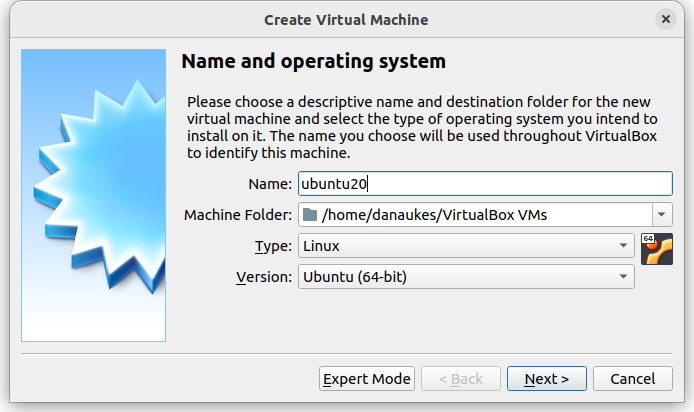 Create Virtual Machine
Name and operating system
Please choose a descriptive name and destination folder for the new
virtual machine and select the type of operating system you intend to
install on it. The name you choose will be used throughout VirtualBox
to identify this machine.
Name: ubuntu20
Machine Folder: /home/danaukes/VirtualBox VMs
Type: Linux
64
Version: Ubuntu (64-bit)
Expert Mode < Back Next > Cancel